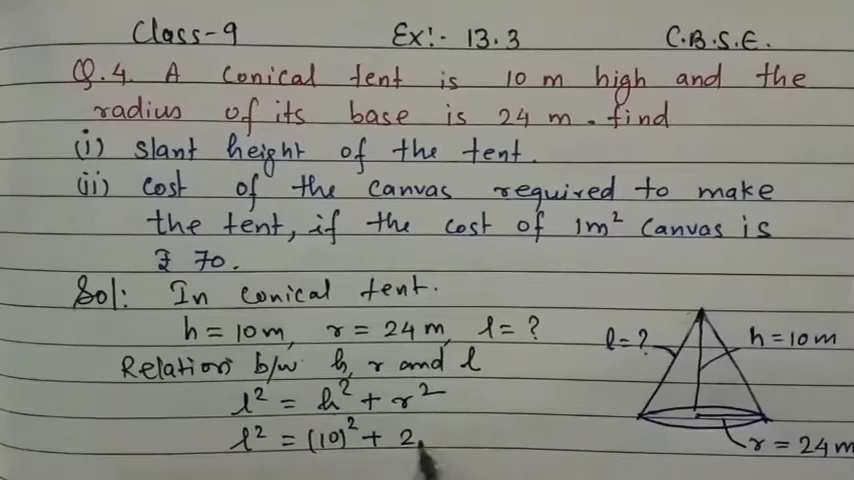 Class-9 Ex:- 13.3 C.B.S.E.
Q.4. A conical tent is 10 m high and the
radius of its base is 24 m. find
(i) slant height of the tent.
(ii) cost of the canvas required to make
the tent, if the cost of 1m² canvas is
₹ 70.
Sol: In conical tent.
h = 10m, r = 24m, l = ?
Relation b/w h, r and l
l² = h² + r²
l² = (10)² + 2
l = ?
h = 10m
r = 24m